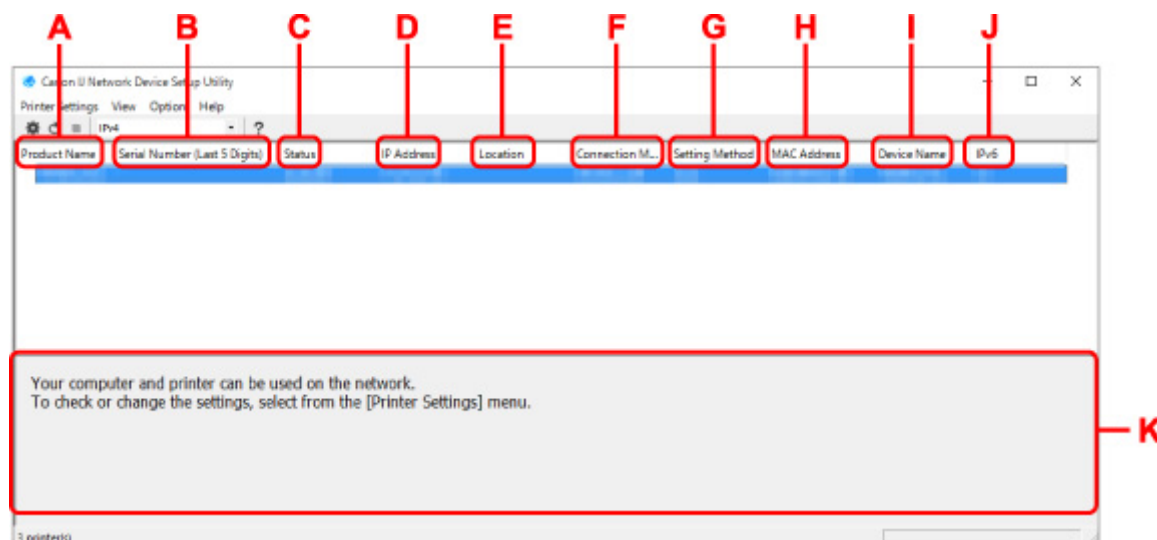 A B C D E F G H I J
Canon IJ Network Device Setup Utility
Printer Settings View Option Help
IPv4 ?
Product Name Serial Number (Last 5 Digits) Status IP Address Location Connection M... Setting Method MAC Address Device Name IPv6
Your computer and printer can be used on the network.
To check or change the settings, select from the [Printer Settings] menu.
K
3 printer(s)